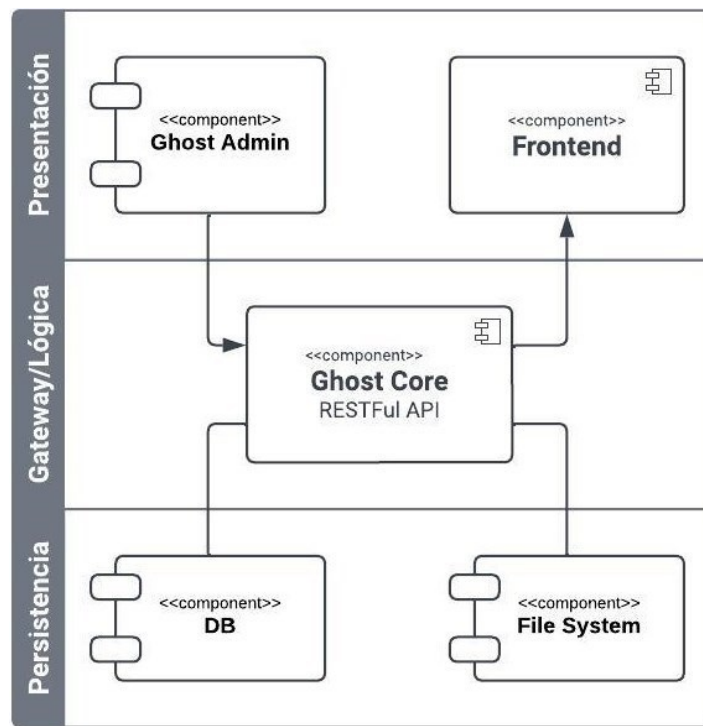 Presentación
<<component>>
Ghost Admin
<<component>>
Frontend
Gateway/Lógica
<<component>>
Ghost Core
RESTFul API
Persistencia
<<component>>
DB
<<component>>
File System